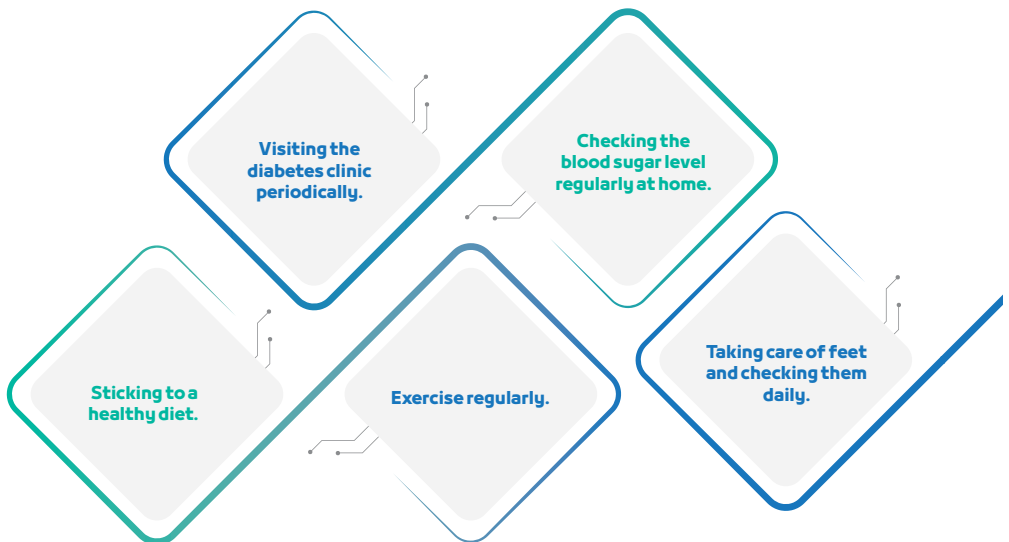 Visiting the
diabetes clinic
periodically.
Checking the
blood sugar level
regularly at home.
Sticking to a
healthy diet.
Exercise regularly.
Taking care of feet
and checking them
daily.